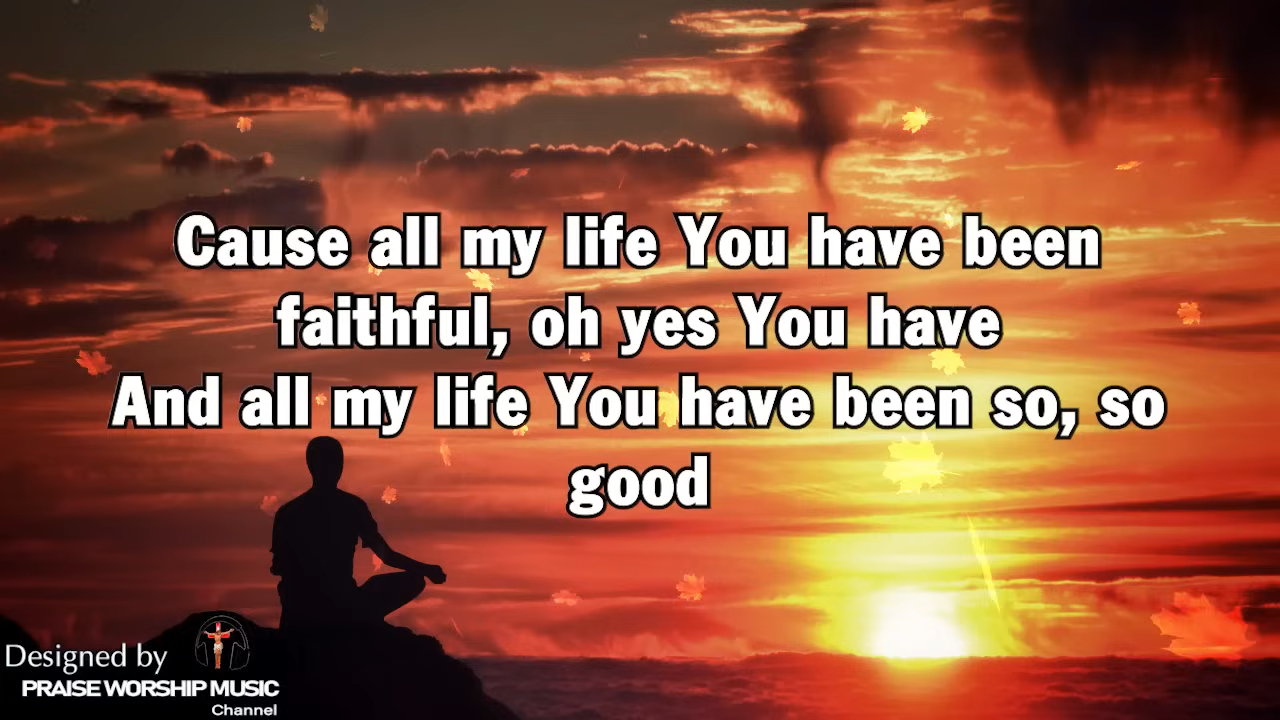 Cause all my life You have been
faithful, oh yes You have
And all my life You have been so, so
good
Designed by
PRAISE WORSHIP MUSIC
Channel